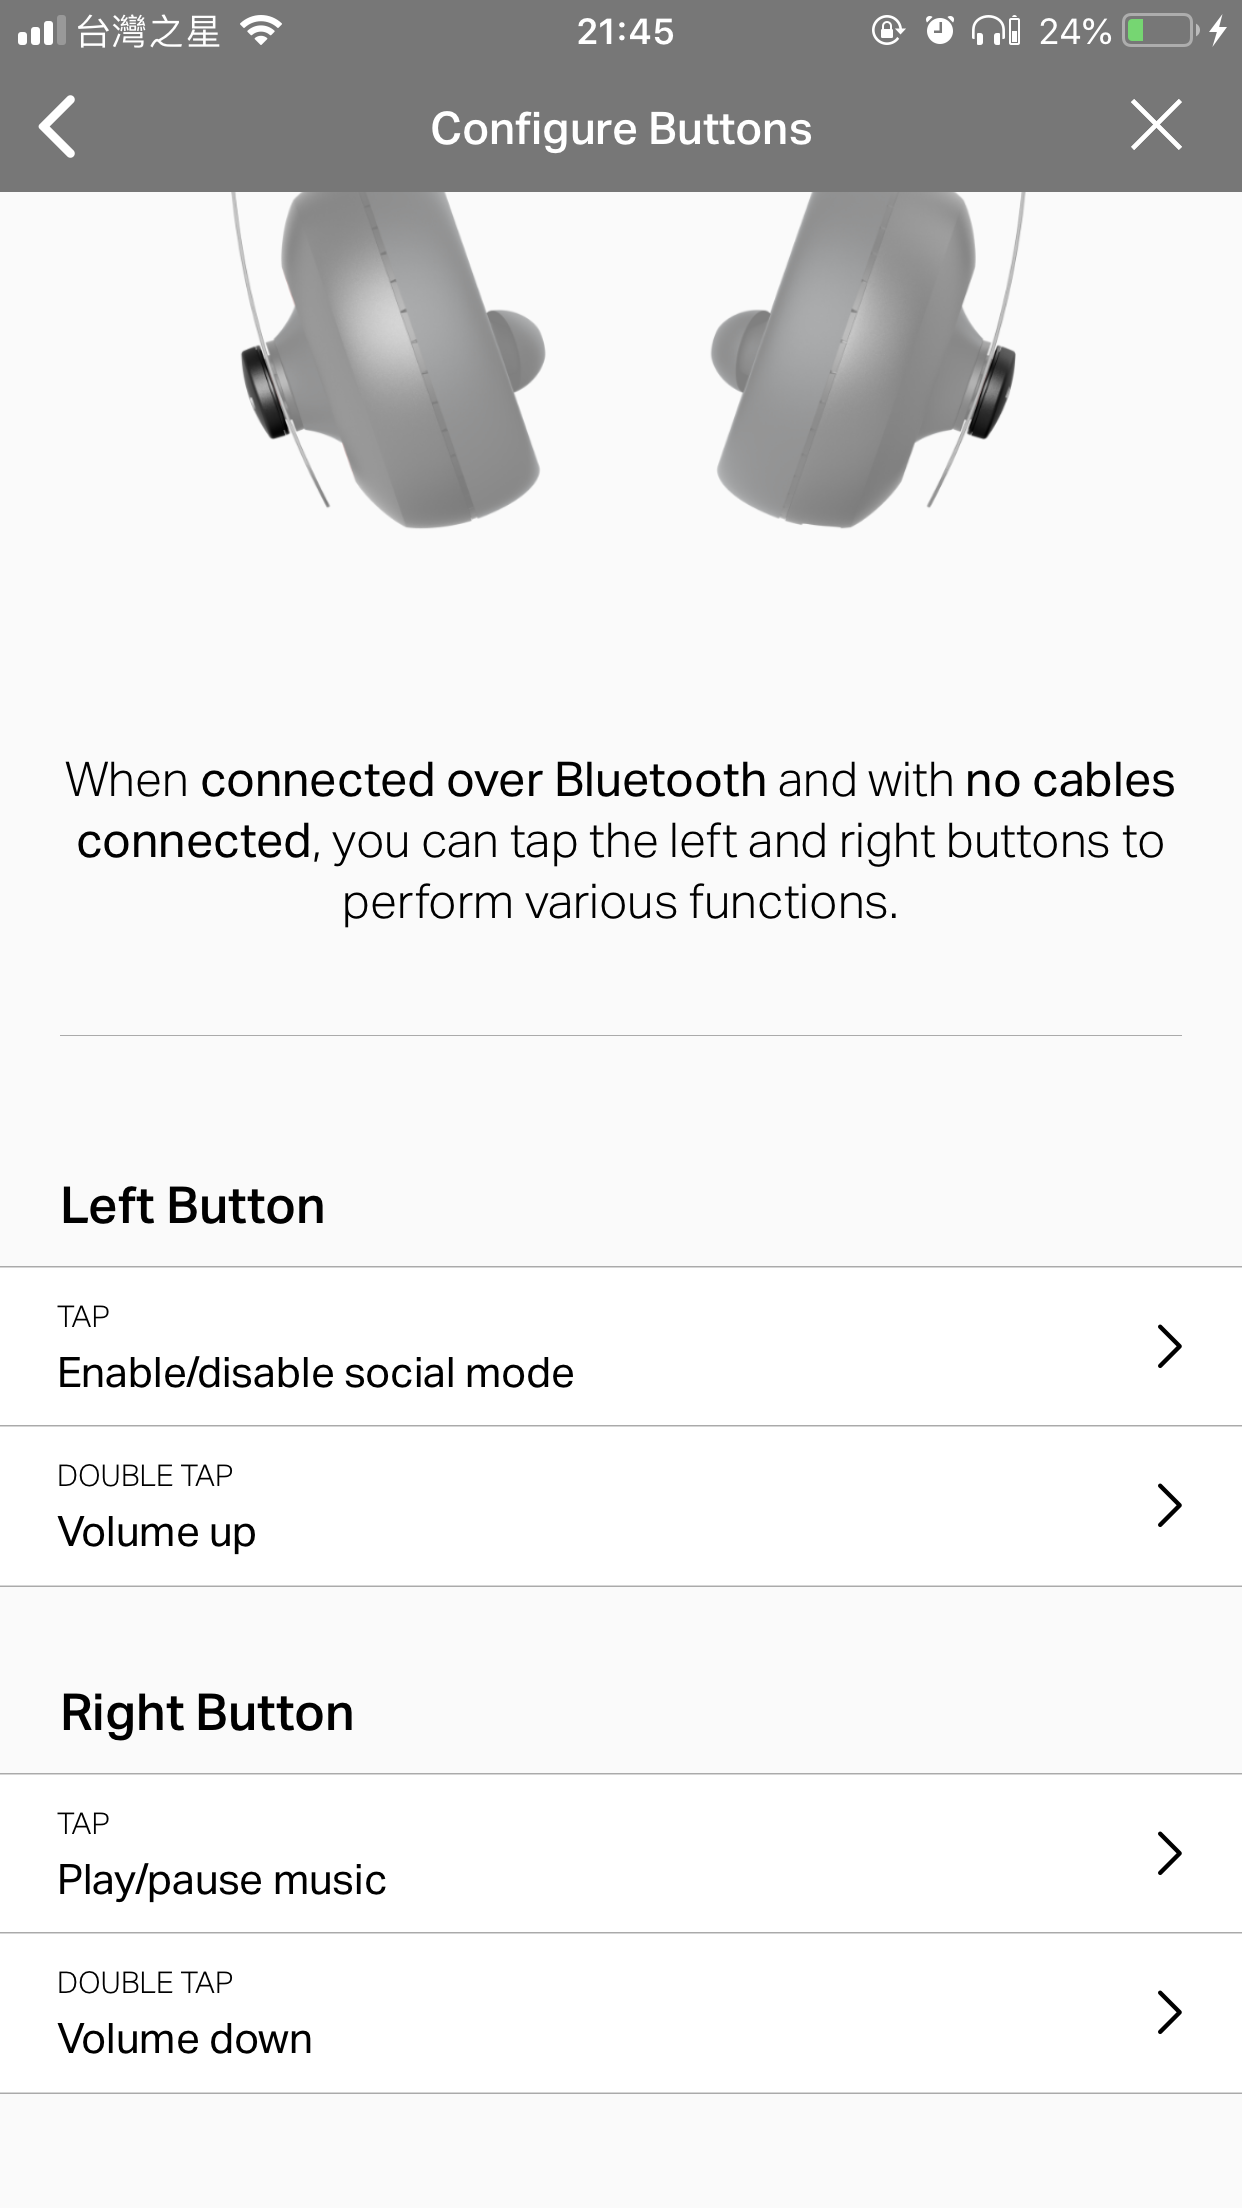 台灣之星 21:45 24%
Configure Buttons
When connected over Bluetooth and with no cables
connected, you can tap the left and right buttons to
perform various functions.
Left Button
TAP
Enable/disable social mode
DOUBLE TAP
Volume up
Right Button
TAP
Play/pause music
DOUBLE TAP
Volume down